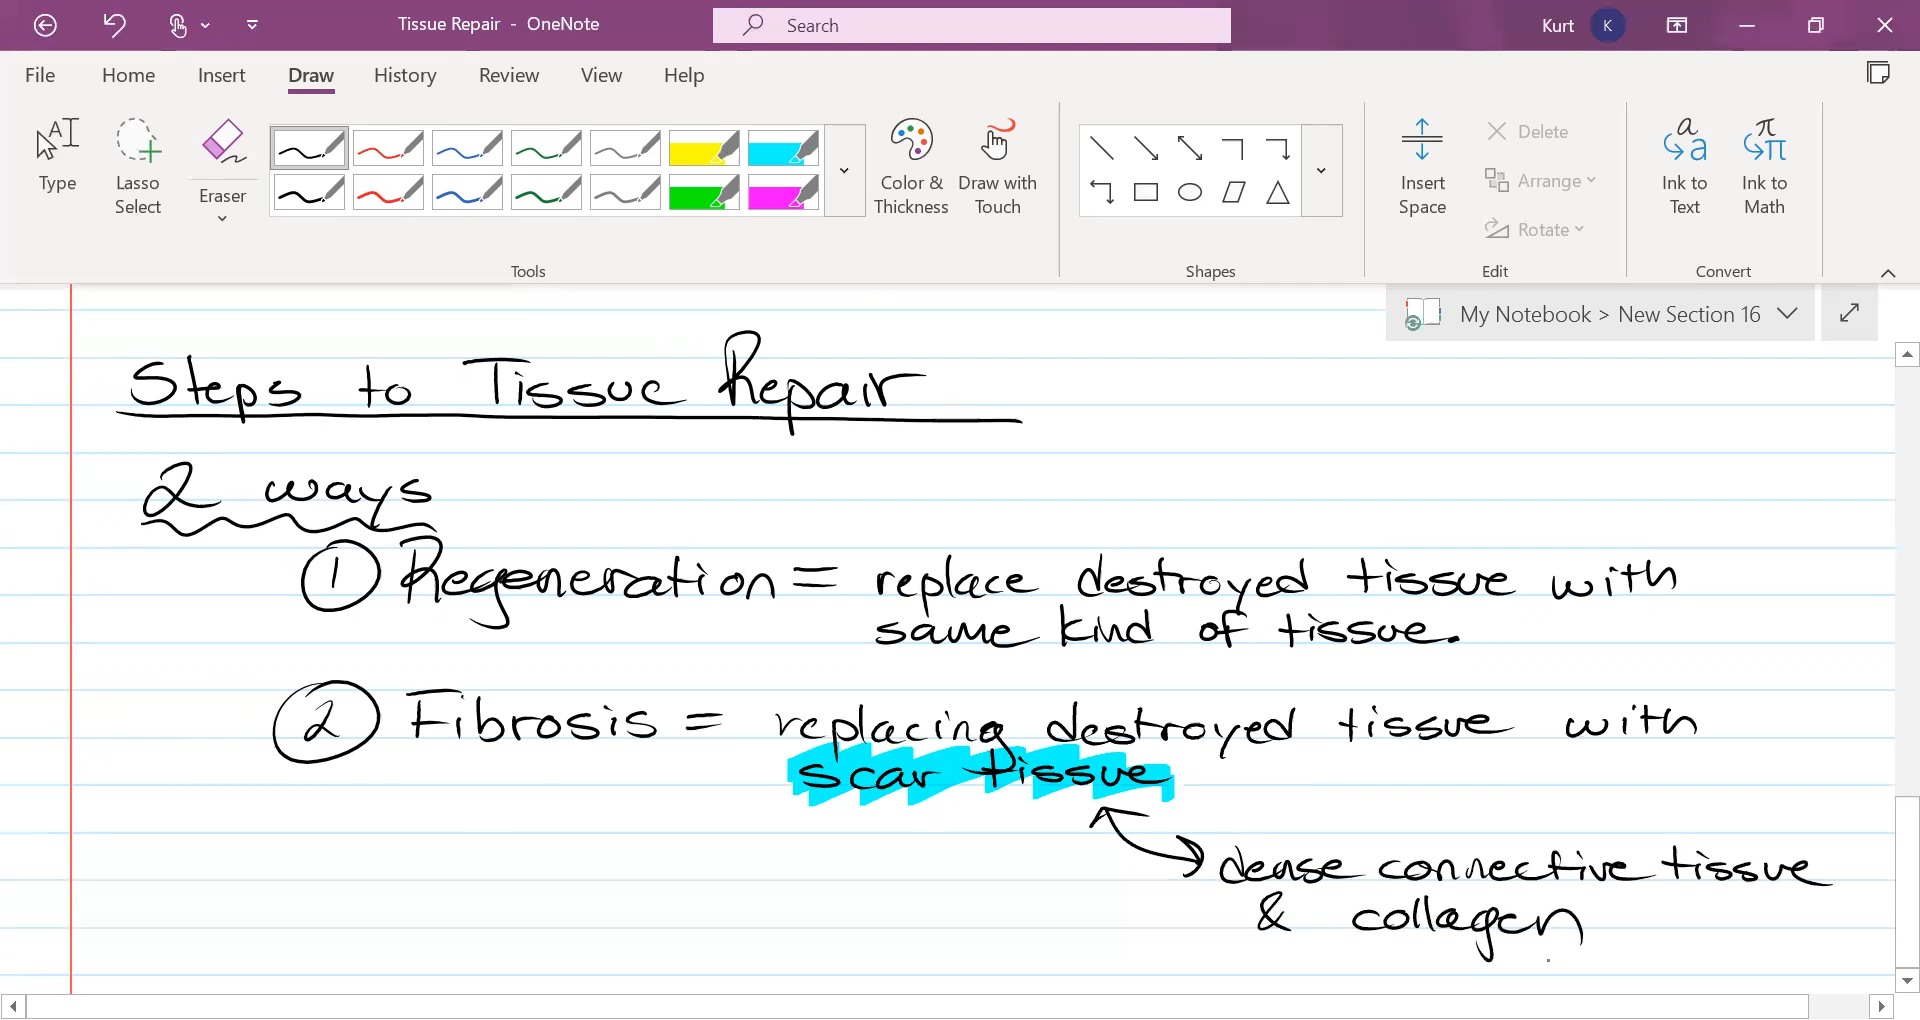 Tissue Repair - OneNote
Search
Kurt K
File Home Insert Draw History Review View Help
Type
Lasso Select
Eraser
Color & Thickness
Draw with Touch
Insert Space
Delete
Arrange
Rotate
Ink to Text
Ink to Math
Tools Shapes Edit Convert
My Notebook > New Section 16
Steps to Tissue Repair
2 ways
1 Regeneration = replace destroyed tissue with
same kind of tissue.
2 Fibrosis = replacing destroyed tissue with
scar tissue
dense connective tissue
& collagen